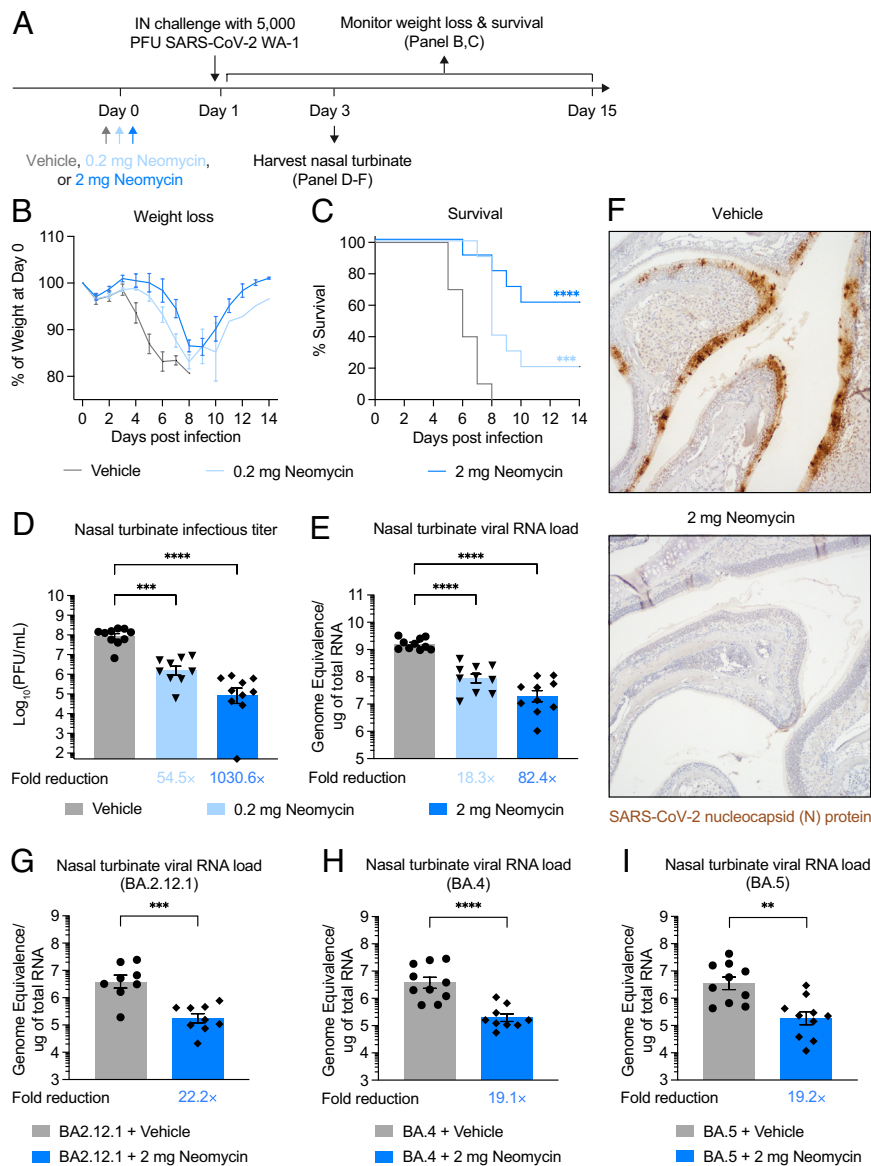 A
IN challenge with 5,000
PFU SARS-CoV-2 WA-1
Monitor weight loss & survival
(Panel B,C)
Day 0
Day 1
Day 3
Day 15
Vehicle, 0.2 mg Neomycin,
or 2 mg Neomycin
Harvest nasal turbinate
(Panel D-F)
B
Weight loss
% of Weight at Day 0
110
100
90
80
0 2 4 6 8 10 12 14
Days post infection
C
Survival
% Survival
100
80
60
40
20
0
****
***
0 2 4 6 8 10 12 14
Days post infection
Vehicle
0.2 mg Neomycin
2 mg Neomycin
F
Vehicle
2 mg Neomycin
SARS-CoV-2 nucleocapsid (N) protein
D
Nasal turbinate infectious titer
****
***
Log10(PFU/mL)
10
9
8
7
6
5
4
3
2
Fold reduction
54.5×
1030.6×
E
Nasal turbinate viral RNA load
****
****
Genome Equivalence/
ug of total RNA
11
10
9
8
7
6
5
Fold reduction
18.3×
82.4×
Vehicle
0.2 mg Neomycin
2 mg Neomycin
G
Nasal turbinate viral RNA load
(BA.2.12.1)
***
Genome Equivalence/
ug of total RNA
9
8
7
6
5
4
3
Fold reduction
22.2×
BA2.12.1 + Vehicle
BA2.12.1 + 2 mg Neomycin
H
Nasal turbinate viral RNA load
(BA.4)
****
Genome Equivalence/
ug of total RNA
9
8
7
6
5
4
3
Fold reduction
19.1×
BA.4 + Vehicle
BA.4 + 2 mg Neomycin
I
Nasal turbinate viral RNA load
(BA.5)
**
Genome Equivalence/
ug of total RNA
9
8
7
6
5
4
3
Fold reduction
19.2×
BA.5 + Vehicle
BA.5 + 2 mg Neomycin